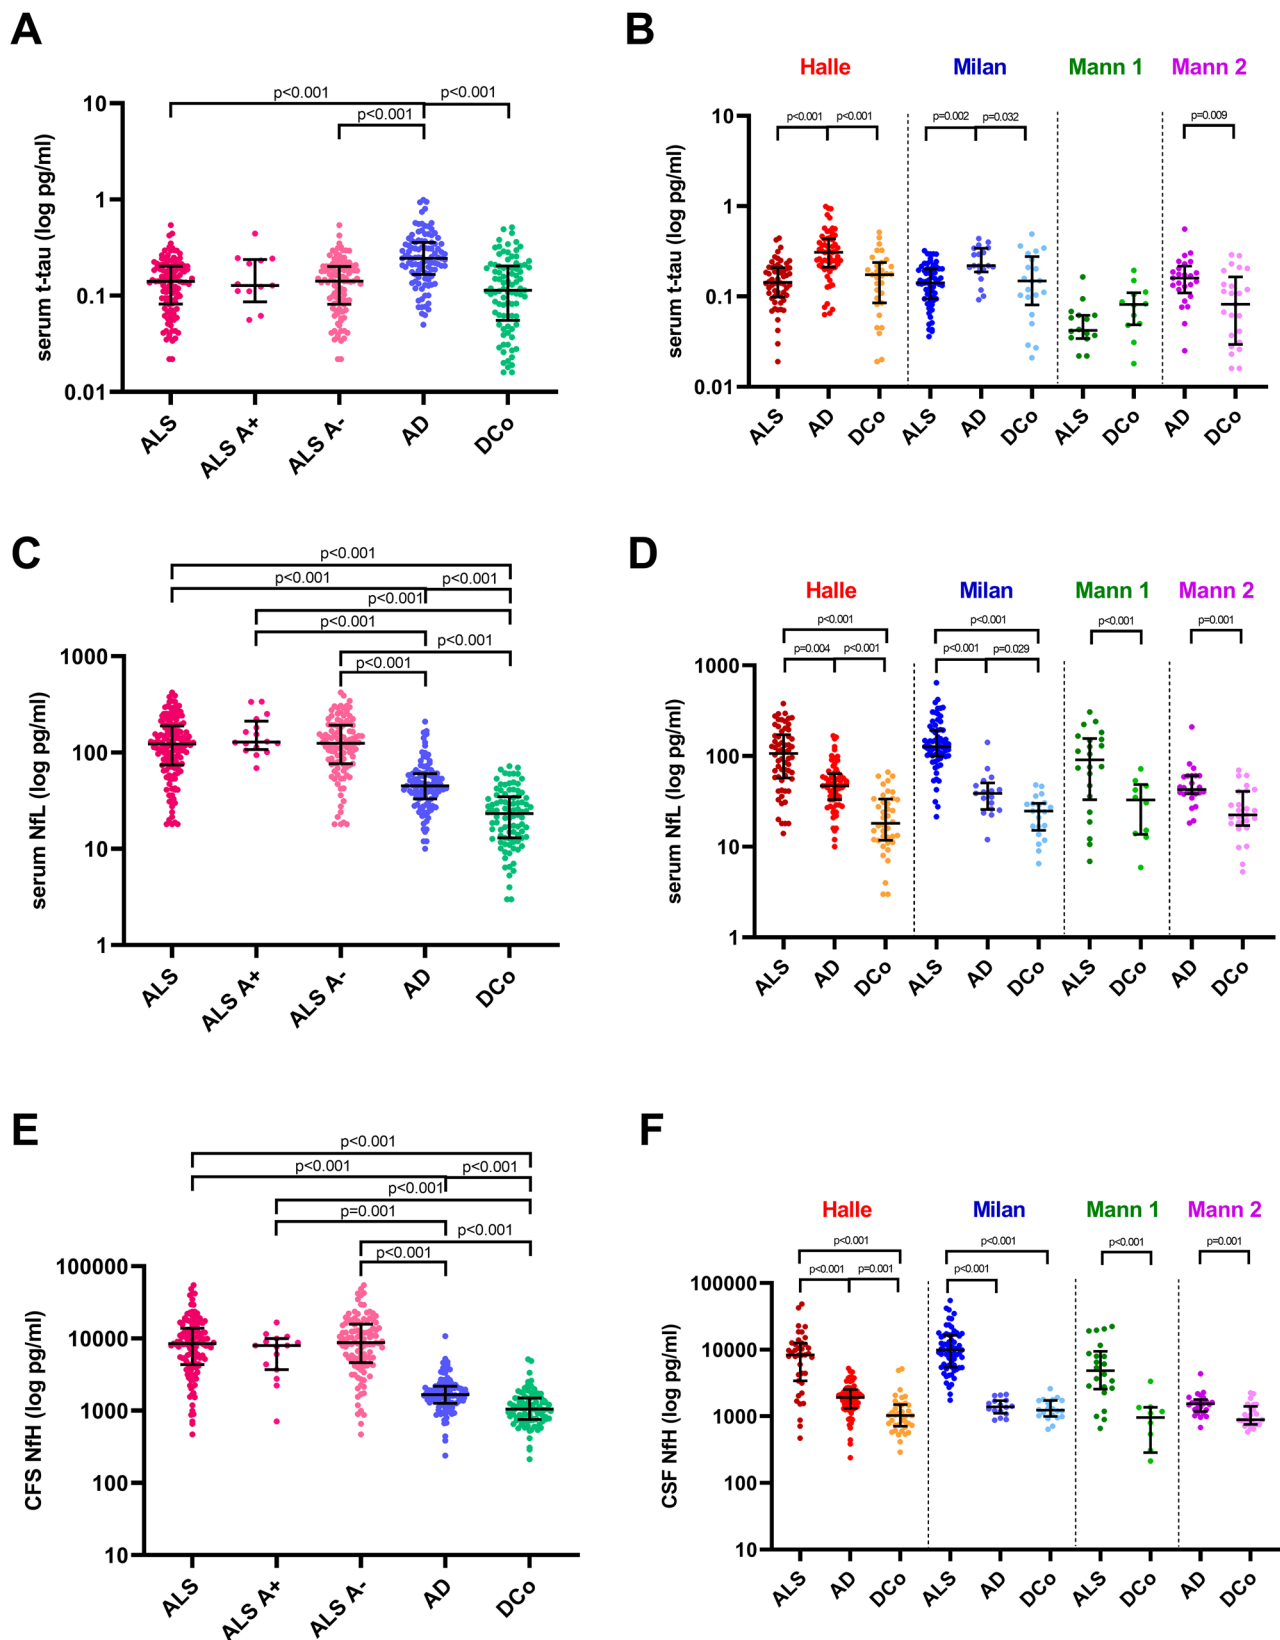 A
p<0.001
p<0.001
p<0.001
serum t-tau (log pg/ml)
10
1
0.1
0.01
ALS
ALS A+
ALS A-
AD
DCo
B
Halle
Milan
Mann 1
Mann 2
p<0.001
p<0.001
p=0.002
p=0.032
p=0.009
serum t-tau (log pg/ml)
10
1
0.1
0.01
ALS
AD
DCo
ALS
AD
DCo
ALS
DCo
AD
DCo
C
p<0.001
p<0.001
p<0.001
p<0.001
p<0.001
p<0.001
p<0.001
serum NfL (log pg/ml)
1000
100
10
1
ALS
ALS A+
ALS A-
AD
DCo
D
Halle
Milan
Mann 1
Mann 2
p<0.001
p<0.001
p<0.001
p=0.001
p=0.004
p<0.001
p<0.001
p=0.029
serum NfL (log pg/ml)
1000
100
10
1
ALS
AD
DCo
ALS
AD
DCo
ALS
DCo
AD
DCo
E
p<0.001
p<0.001
p<0.001
p<0.001
p=0.001
p<0.001
p<0.001
CFS NfH (log pg/ml)
100000
10000
1000
100
10
ALS
ALS A+
ALS A-
AD
DCo
F
Halle
Milan
Mann 1
Mann 2
p<0.001
p<0.001
p<0.001
p=0.001
p<0.001
p=0.001
p<0.001
CSF NfH (log pg/ml)
100000
10000
1000
100
10
ALS
AD
DCo
ALS
AD
DCo
ALS
DCo
AD
DCo